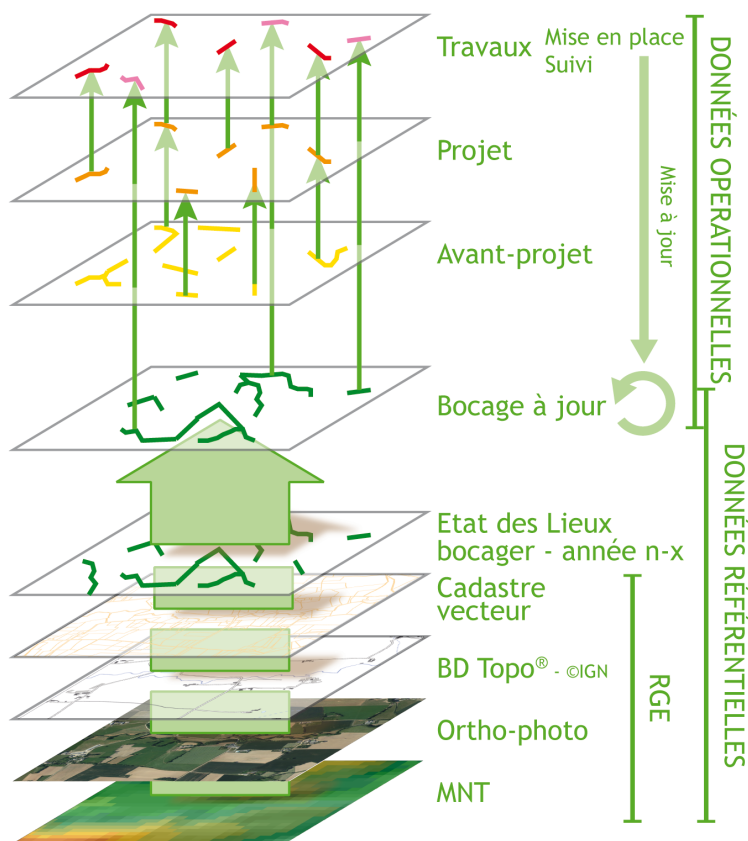 Travaux Mise en place
Suivi
Projet
Avant-projet
Mise à jour
DONNÉES OPERATIONNELLES
Bocage à jour
Etat des Lieux
bocager - année n-x
Cadastre
vecteur
BD Topo® - ©IGN
Ortho-photo
MNT
RGE
DONNÉES RÉFÉRENTIELLES